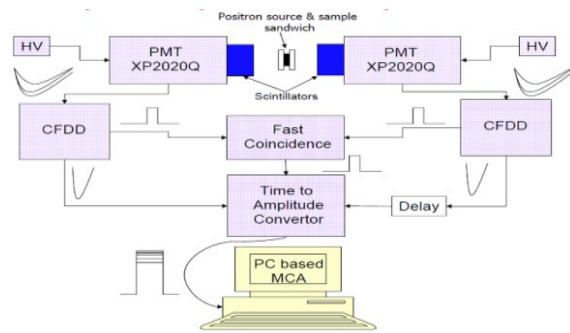 Positron source & sample
sandwich
HV
PMT
XP2020Q
PMT
XP2020Q
HV
Scintillators
CFDD
Fast
Coincidence
CFDD
Time to
Amplitude
Convertor
Delay
PC based
MCA